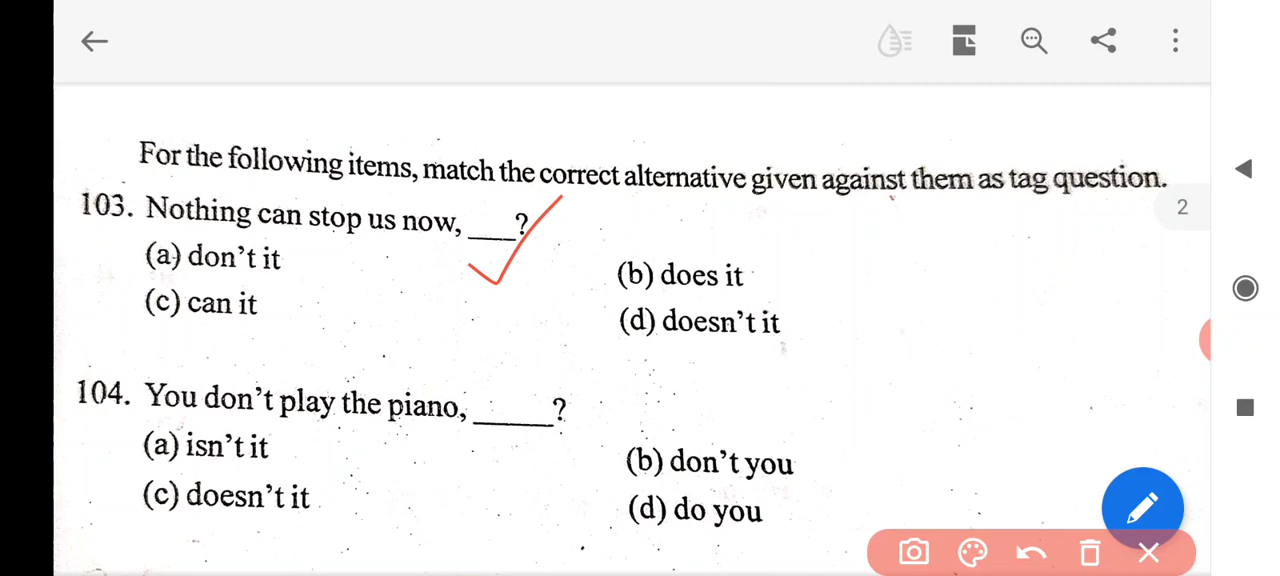 For the following items, match the correct alternative given against them as tag question.
2
103. Nothing can stop us now, ____?
(a) don't it
(b) does it
(c) can it
(d) doesn't it
104. You don't play the piano, _____?
(a) isn't it
(b) don't you
(c) doesn't it
(d) do you